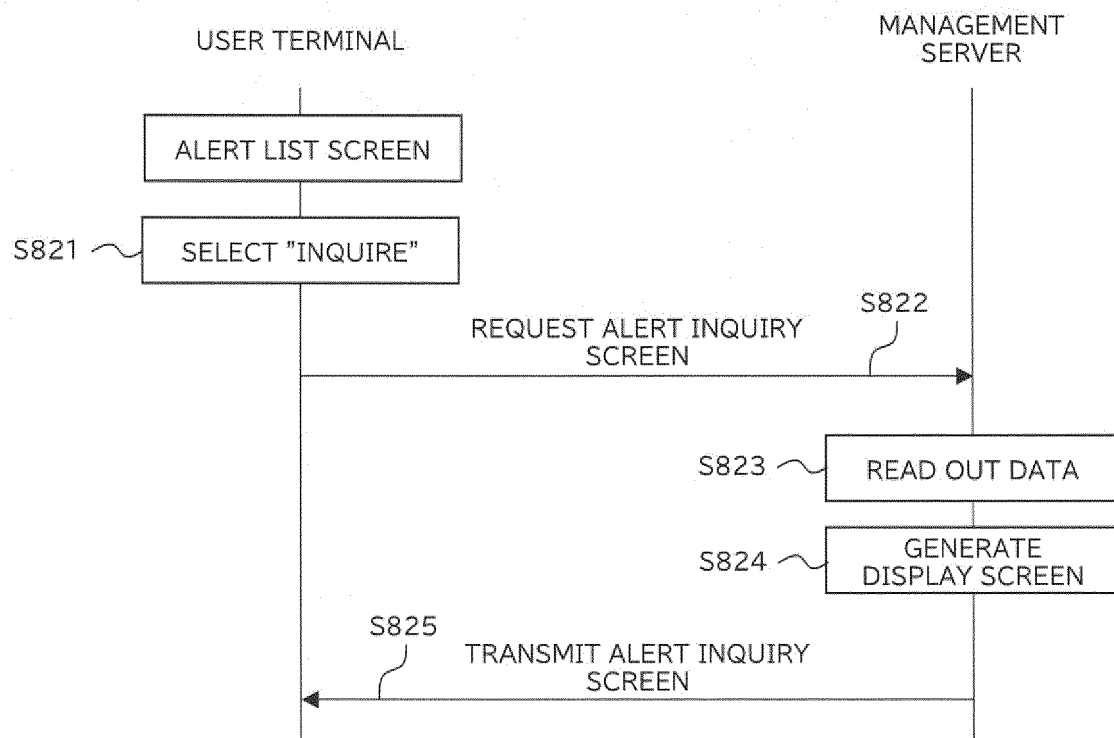 USER TERMINAL
MANAGEMENT
SERVER
ALERT LIST SCREEN
S821
SELECT "INQUIRE"
S822
REQUEST ALERT INQUIRY
SCREEN
S823
READ OUT DATA
S824
GENERATE
DISPLAY SCREEN
S825
TRANSMIT ALERT INQUIRY
SCREEN